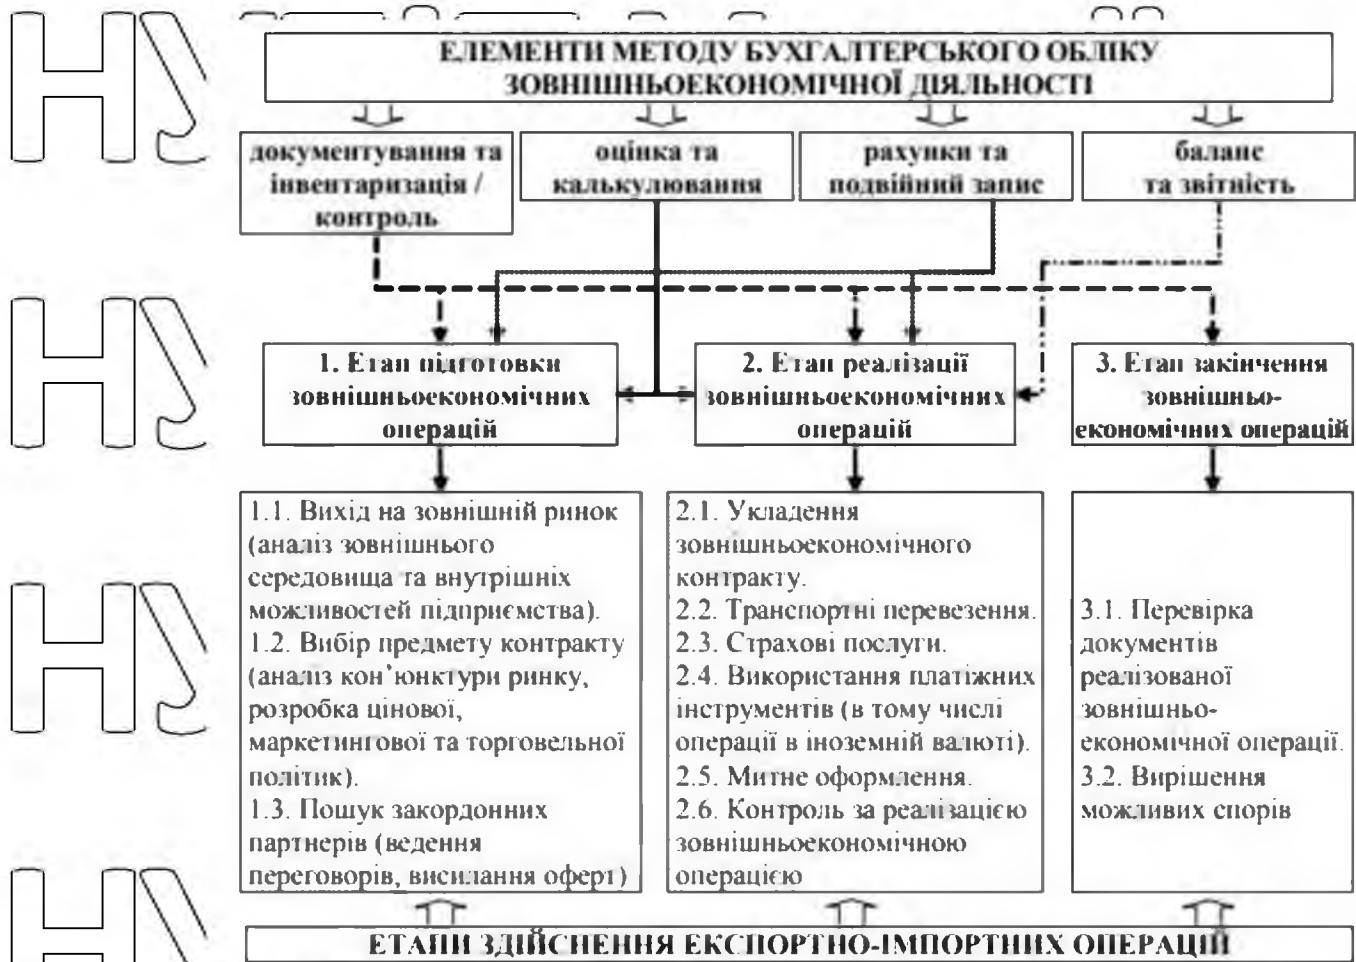 ЕЛЕМЕНТИ МЕТОДУ БУХГАЛТЕРСЬКОГО ОБЛІКУ
ЗОВНІШНЬОЕКОНОМІЧНОЇ ДІЯЛЬНОСТІ
документування та
інвентаризація /
контроль
оцінка та
калькулювання
рахунки та
подвійний запис
баланс
та звітність
1. Етап підготовки
зовнішньоекономічних
операцій
2. Етап реалізації
зовнішньоекономічних
операцій
3. Етап закінчення
зовнішньо-
економічних операцій
1.1. Вихід на зовнішній ринок
(аналіз зовнішнього
середовища та внутрішніх
можливостей підприємства).
1.2. Вибір предмету контракту
(аналіз кон’юнктури ринку,
розробка цінової,
маркетингової та торговельної
політик).
1.3. Пошук закордонних
партнерів (ведення
переговорів, висилання оферт)
2.1. Укладення
зовнішньоекономічного
контракту.
2.2. Транспортні перевезення.
2.3. Страхові послуги.
2.4. Використання платіжних
інструментів (в тому числі
операції в іноземній валюті).
2.5. Митне оформлення.
2.6. Контроль за реалізацією
зовнішньоекономічною
операцією
3.1. Перевірка
документів
реалізованої
зовнішньо-
економічної операції.
3.2. Вирішення
можливих спорів
ЕТАПИ ЗДІЙСНЕННЯ ЕКСПОРТНО-ІМПОРТНИХ ОПЕРАЦІЙ